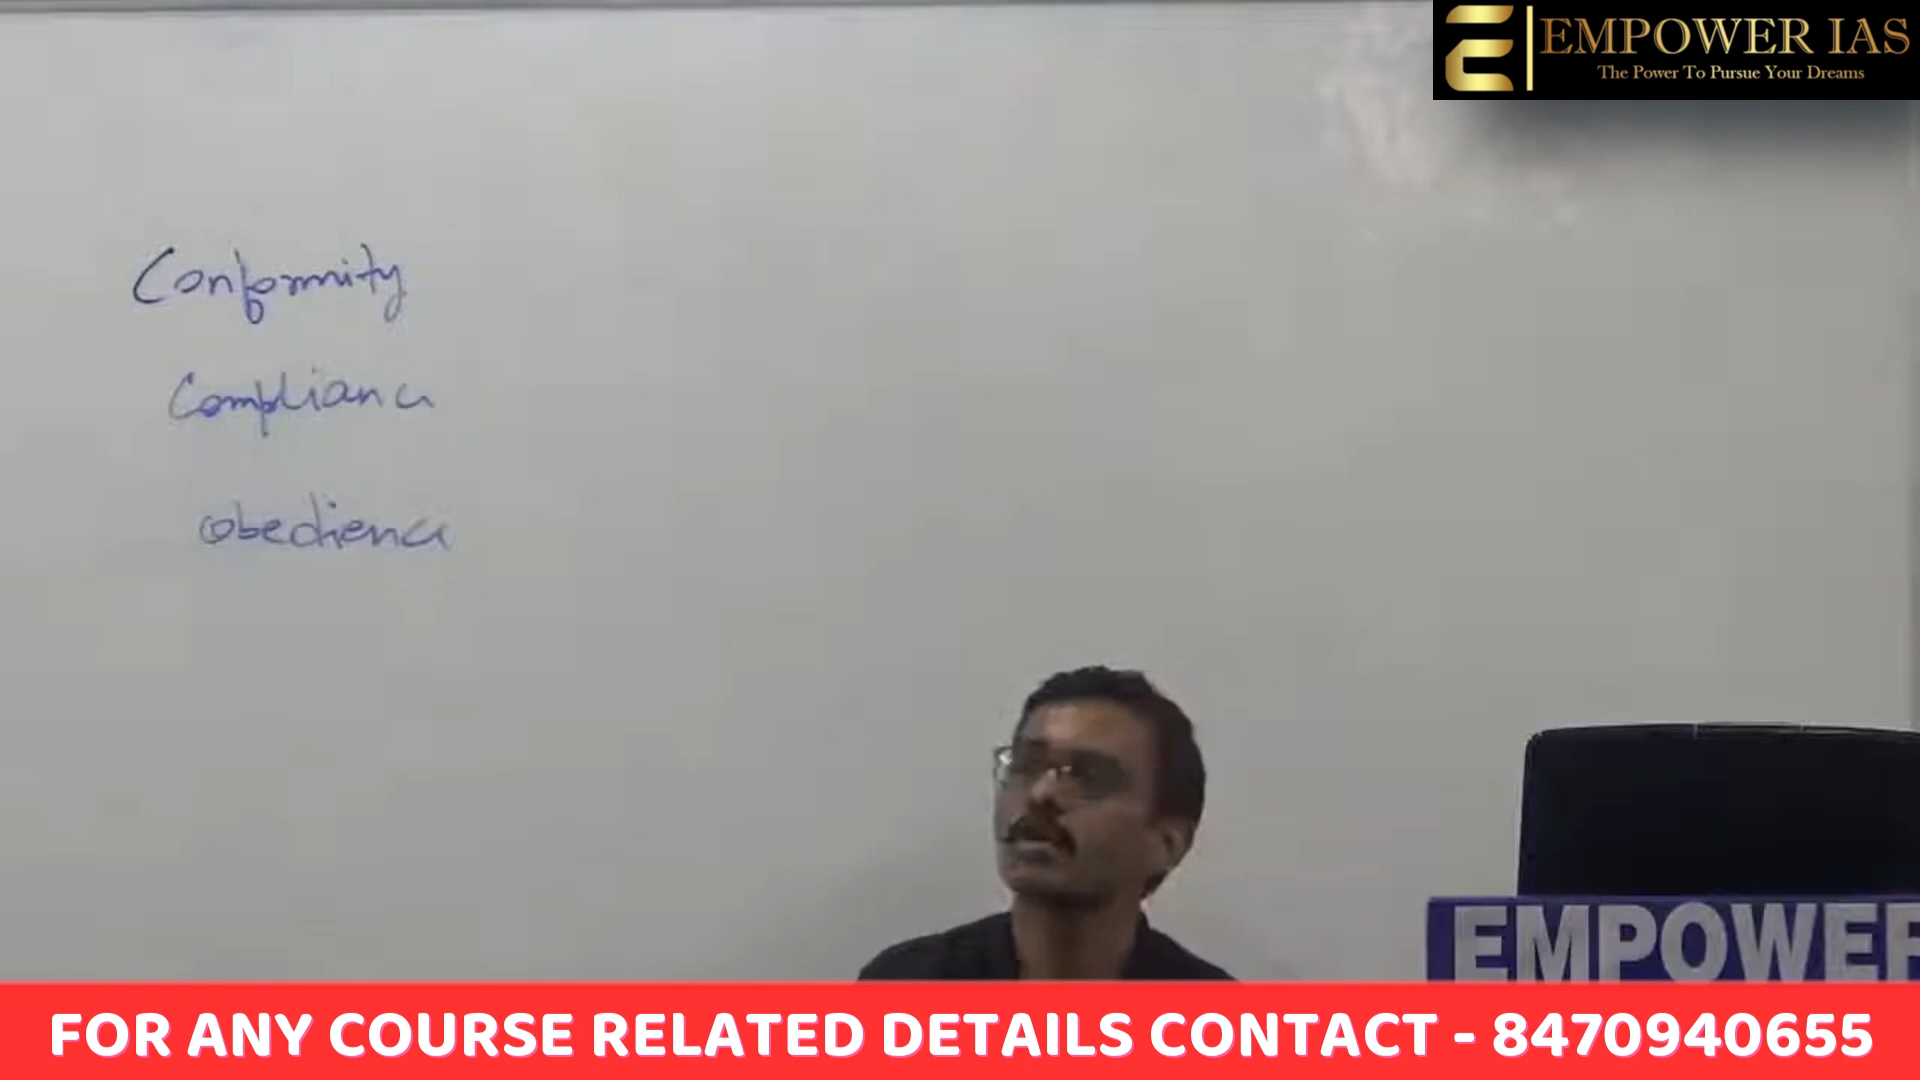 EMPOWER IAS
The Power To Pursue Your Dreams
Conformity
Compliance
obedience
EMPOWER
FOR ANY COURSE RELATED DETAILS CONTACT - 8470940655